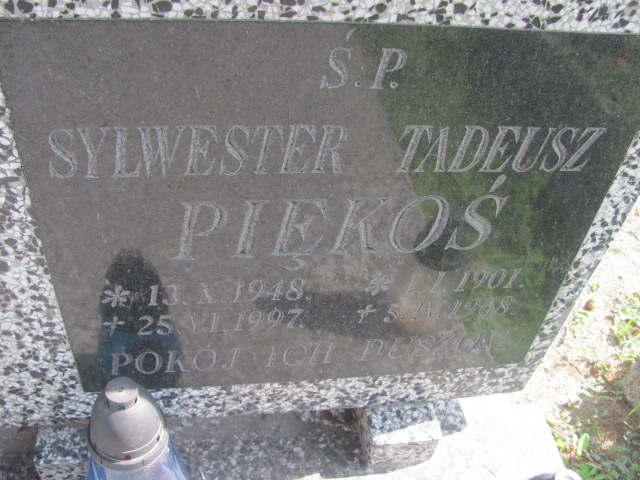 Ś.P.
SYLWESTER TADEUSZ
PIĘKOŚ
* 13.X.1948. * 1.I.1901.
+ 25.VI.1997. + 5.IV.1968.
POKÓJ ICH DUSZOM